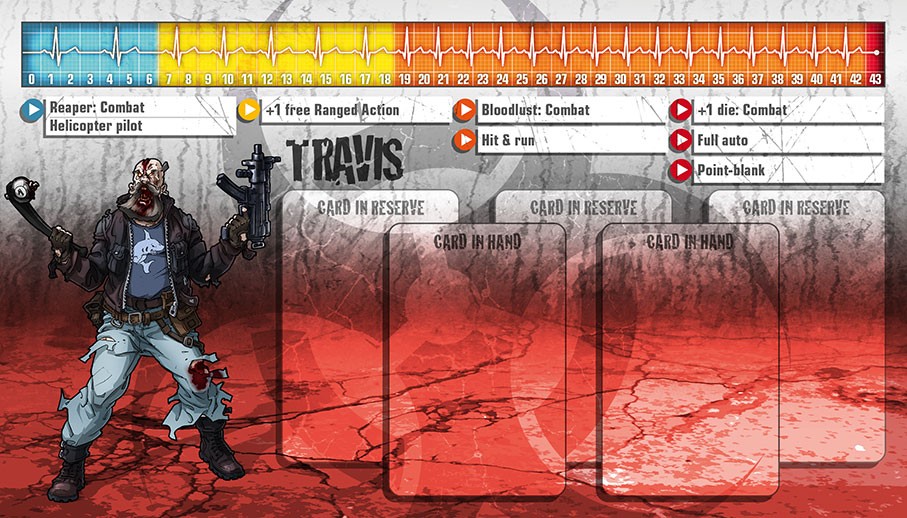 0 1 2 3 4 5 6 7 8 9 10 11 12 13 14 15 16 17 18 19 20 21 22 23 24 25 26 27 28 29 30 31 32 33 34 35 36 37 38 39 40 41 42 43
Reaper: Combat
Helicopter pilot
+1 free Ranged Action
Bloodlust: Combat
Hit & run
+1 die: Combat
Full auto
Point-blank
TRAVIS
CARD IN RESERVE
CARD IN RESERVE
CARD IN RESERVE
CARD IN HAND
CARD IN HAND